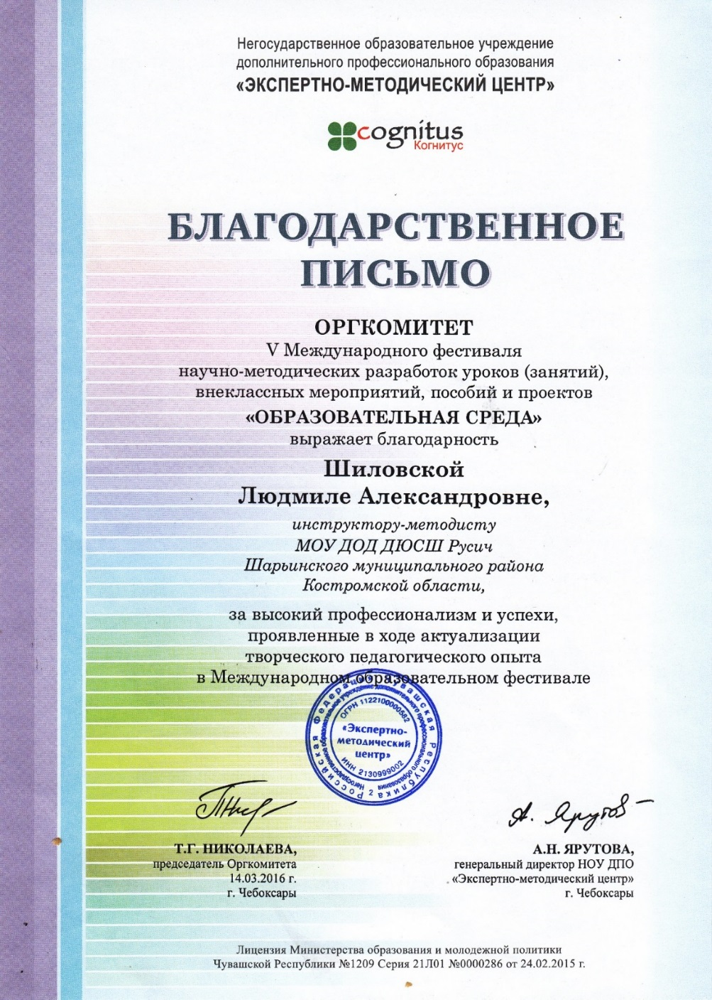 Негосударственное образовательное учреждение
дополнительного профессионального образования
«ЭКСПЕРТНО-МЕТОДИЧЕСКИЙ ЦЕНТР»
cognitus
Когнитус
БЛАГОДАРСТВЕННОЕ
ПИСЬМО
ОРГКОМИТЕТ
V Международного фестиваля
научно-методических разработок уроков (занятий),
внеклассных мероприятий, пособий и проектов
«ОБРАЗОВАТЕЛЬНАЯ СРЕДА»
выражает благодарность
Шиловской
Людмиле Александровне,
инструктору-методисту
МОУ ДОД ДЮСШ Русич
Шарьинского муниципального района
Костромской области,
за высокий профессионализм и успехи,
проявленные в ходе актуализации
творческого педагогического опыта
в Международном образовательном фестивале
Российская Федерация Чувашская Республика 2
Негосударственное образовательное учреждение дополнительного профессионального образования
ОГРН 1122100000582
«Экспертно-
методический
центр»
ИНН 2130999002
А. Ярутов
Т.Г. НИКОЛАЕВА,
председатель Оргкомитета
14.03.2016 г.
г. Чебоксары
А.Н. ЯРУТОВА,
генеральный директор НОУ ДПО
«Экспертно-методический центр»
г. Чебоксары
Лицензия Министерства образования и молодежной политики
Чувашской Республики №1209 Серия 21Л01 №0000286 от 24.02.2015 г.